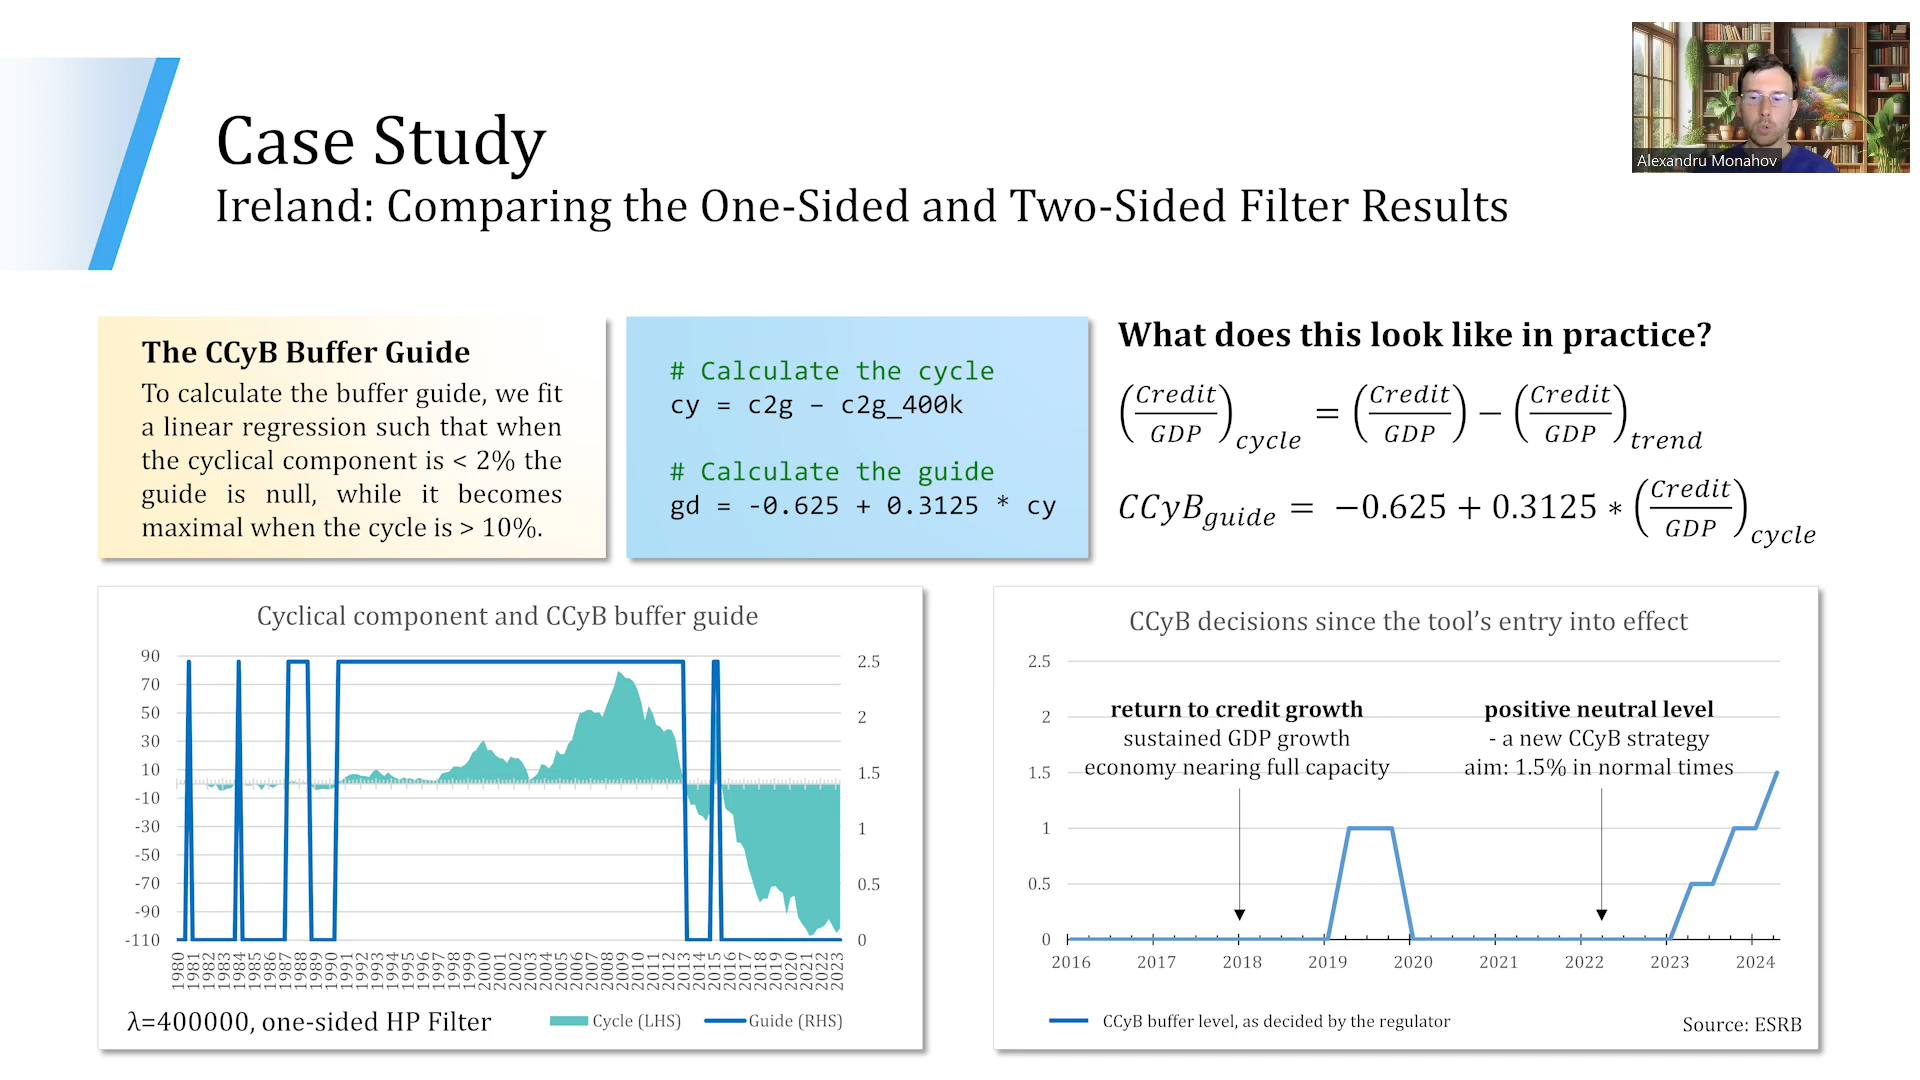 Case Study
Ireland: Comparing the One-Sided and Two-Sided Filter Results
Alexandru Monahov
The CCyB Buffer Guide
To calculate the buffer guide, we fit
a linear regression such that when
the cyclical component is < 2% the
guide is null, while it becomes
maximal when the cycle is > 10%.
# Calculate the cycle
cy = c2g – c2g_400k
# Calculate the guide
gd = -0.625 + 0.3125 * cy
What does this look like in practice?
(Credit/GDP)cycle = (Credit/GDP) − (Credit/GDP)trend
CCyBguide = −0.625 + 0.3125 * (Credit/GDP)cycle
Cyclical component and CCyB buffer guide
90
70
50
30
10
-10
-30
-50
-70
-90
-110
2.5
2
1.5
1
0.5
0
1980 1981 1982 1983 1984 1985 1986 1987 1988 1989 1990 1991 1992 1993 1994 1995 1996 1997 1998 1999 2000 2001 2002 2003 2004 2005 2006 2007 2008 2009 2010 2011 2012 2013 2014 2015 2016 2017 2018 2019 2020 2021 2022 2023
λ=400000, one-sided HP Filter
Cycle (LHS) Guide (RHS)
CCyB decisions since the tool's entry into effect
2.5
2
1.5
1
0.5
0
return to credit growth
sustained GDP growth
economy nearing full capacity
positive neutral level
- a new CCyB strategy
aim: 1.5% in normal times
2016 2017 2018 2019 2020 2021 2022 2023 2024
CCyB buffer level, as decided by the regulator
Source: ESRB